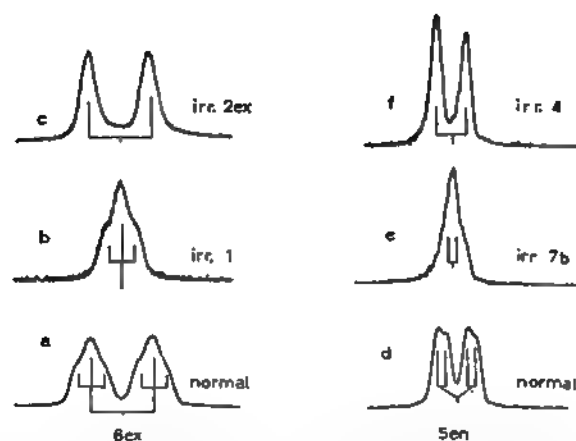 c irr. 2ex
f irr. 4
b irr. 1
e irr. 7b
a normal
d normal
6ex
5en